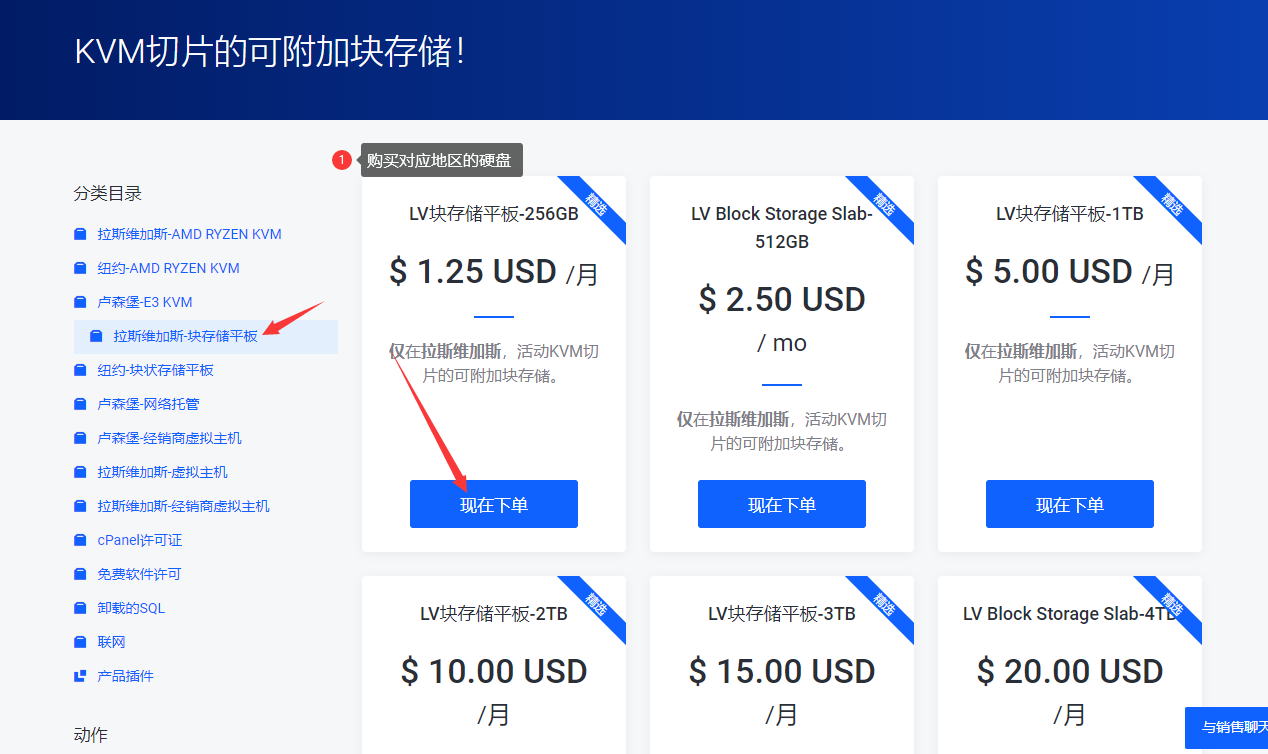 KVM切片的可附加块存储！
1
购买对应地区的硬盘
分类目录
拉斯维加斯-AMD RYZEN KVM
纽约-AMD RYZEN KVM
卢森堡-E3 KVM
拉斯维加斯-块存储平板
纽约-块状存储平板
卢森堡-网络托管
卢森堡-经销商虚拟主机
拉斯维加斯-虚拟主机
拉斯维加斯-经销商虚拟主机
cPanel许可证
免费软件许可
卸载的SQL
联网
产品插件
动作
精选
LV块存储平板-256GB
$ 1.25 USD /月
仅在拉斯维加斯，活动KVM切
片的可附加块存储。
现在下单
精选
LV Block Storage Slab-
512GB
$ 2.50 USD
/ mo
仅在拉斯维加斯，活动KVM切
片的可附加块存储。
现在下单
精选
LV块存储平板-1TB
$ 5.00 USD /月
仅在拉斯维加斯，活动KVM切
片的可附加块存储。
现在下单
精选
LV块存储平板-2TB
$ 10.00 USD
/月
精选
LV块存储平板-3TB
$ 15.00 USD
/月
精选
LV Block Storage Slab-4TB
$ 20.00 USD
/月
与销售聊天